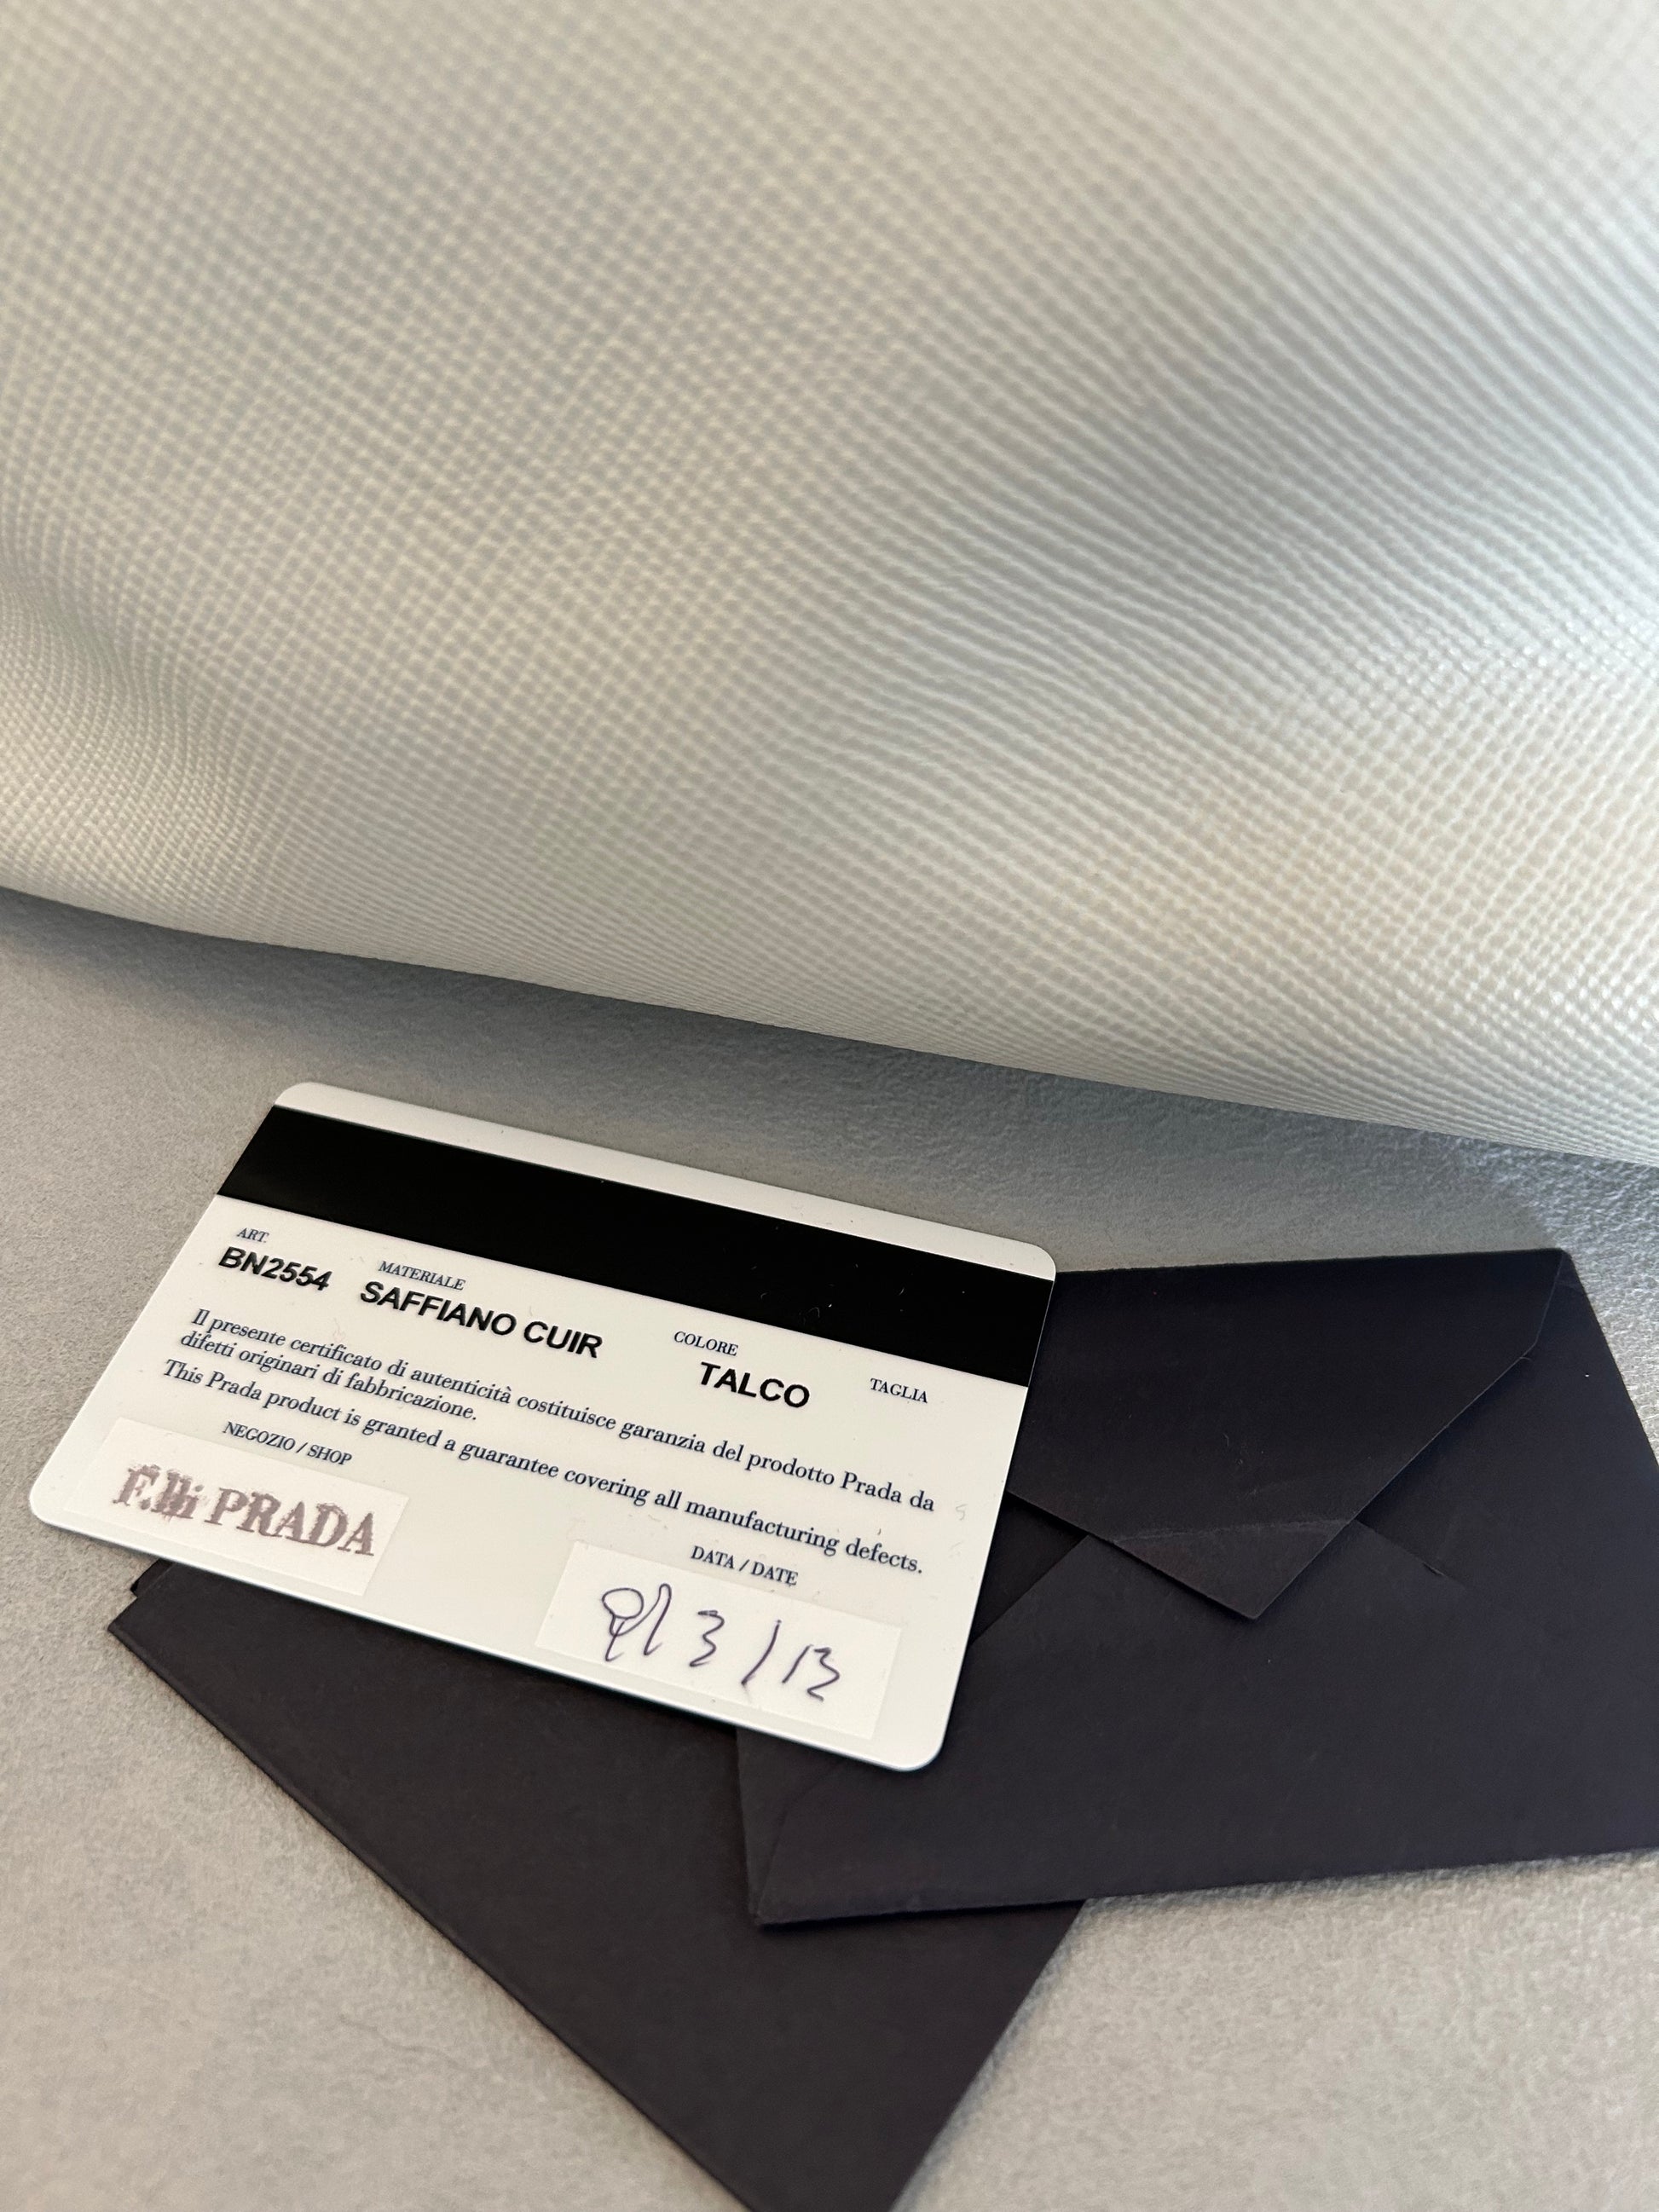 ART.
BN2554
MATERIALE
SAFFIANO CUIR
COLORE
TALCO
TAGLIA
Il presente certificato di autenticità costituisce garanzia del prodotto Prada da
difetti originari di fabbricazione.
This Prada product is granted a guarantee covering all manufacturing defects.
NEGOZIO / SHOP
F.lli PRADA
DATA / DATE
9/3/13